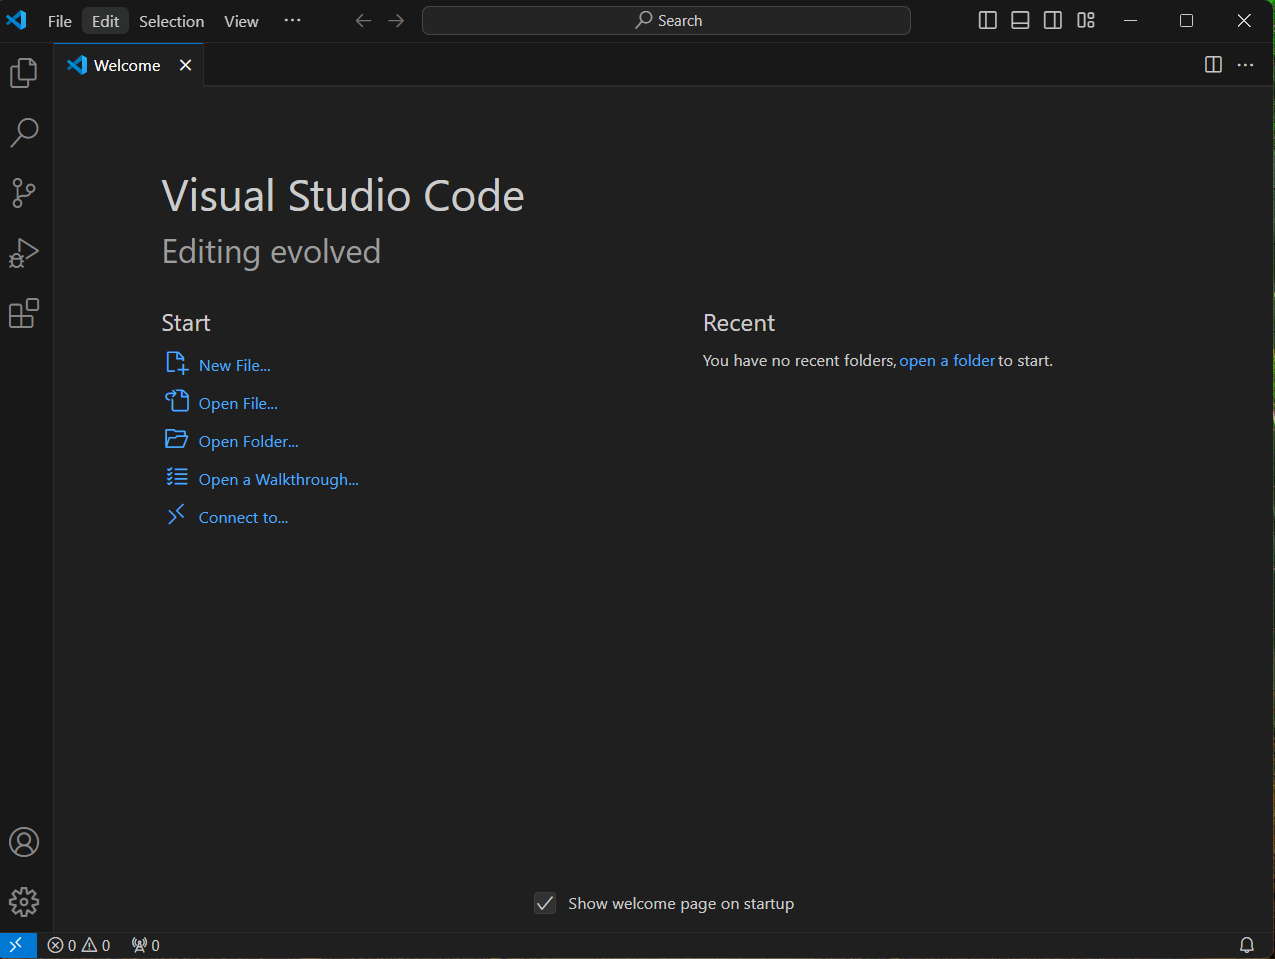 File Edit Selection View ··· Search
Welcome
Visual Studio Code
Editing evolved
Start
New File...
Open File...
Open Folder...
Open a Walkthrough...
Connect to...
Recent
You have no recent folders, open a folder to start.
Show welcome page on startup
0 0 0